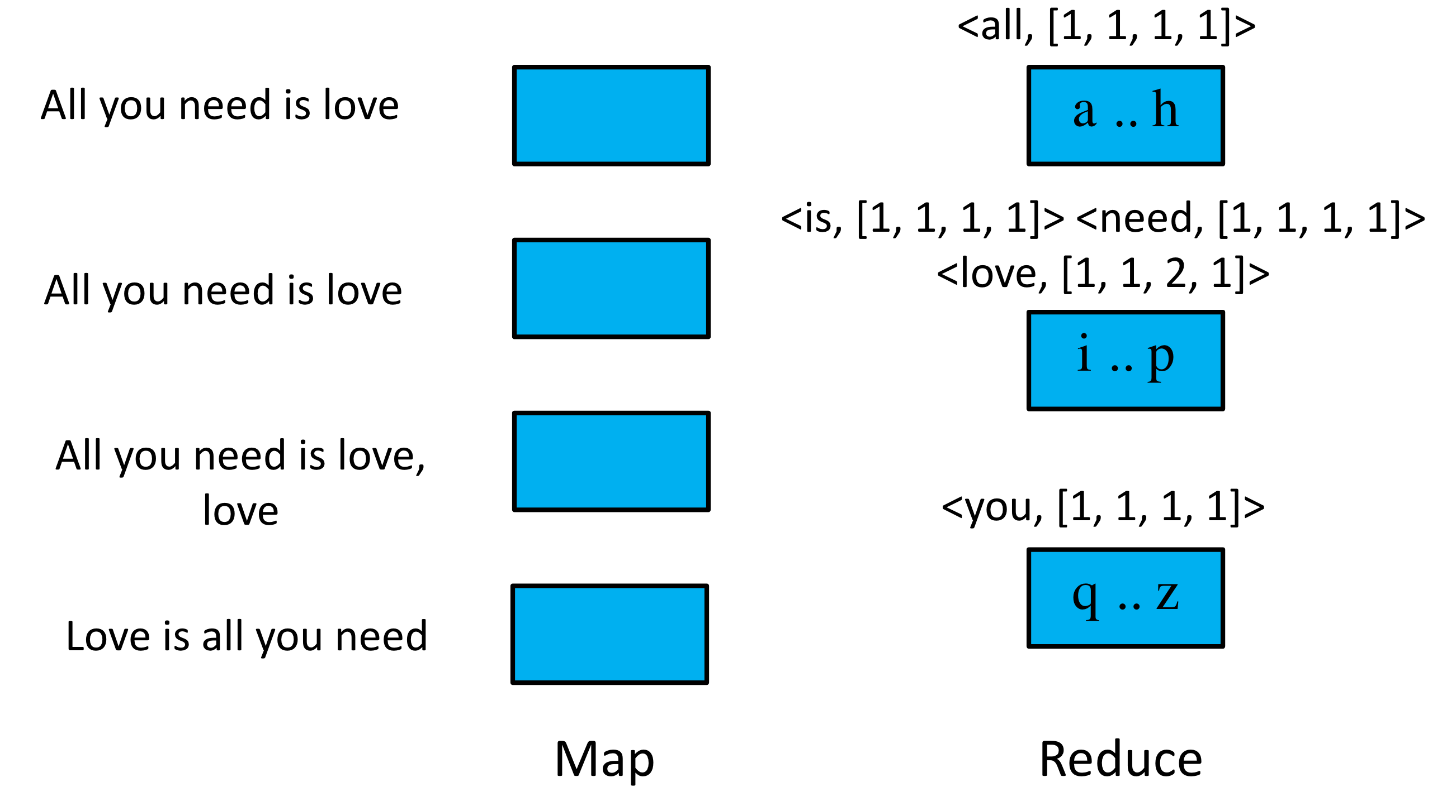 All you need is love
All you need is love
All you need is love,
love
Love is all you need
Map
<all, [1, 1, 1, 1]>
a .. h
<is, [1, 1, 1, 1]> <need, [1, 1, 1, 1]>
<love, [1, 1, 2, 1]>
i .. p
<you, [1, 1, 1, 1]>
q .. z
Reduce